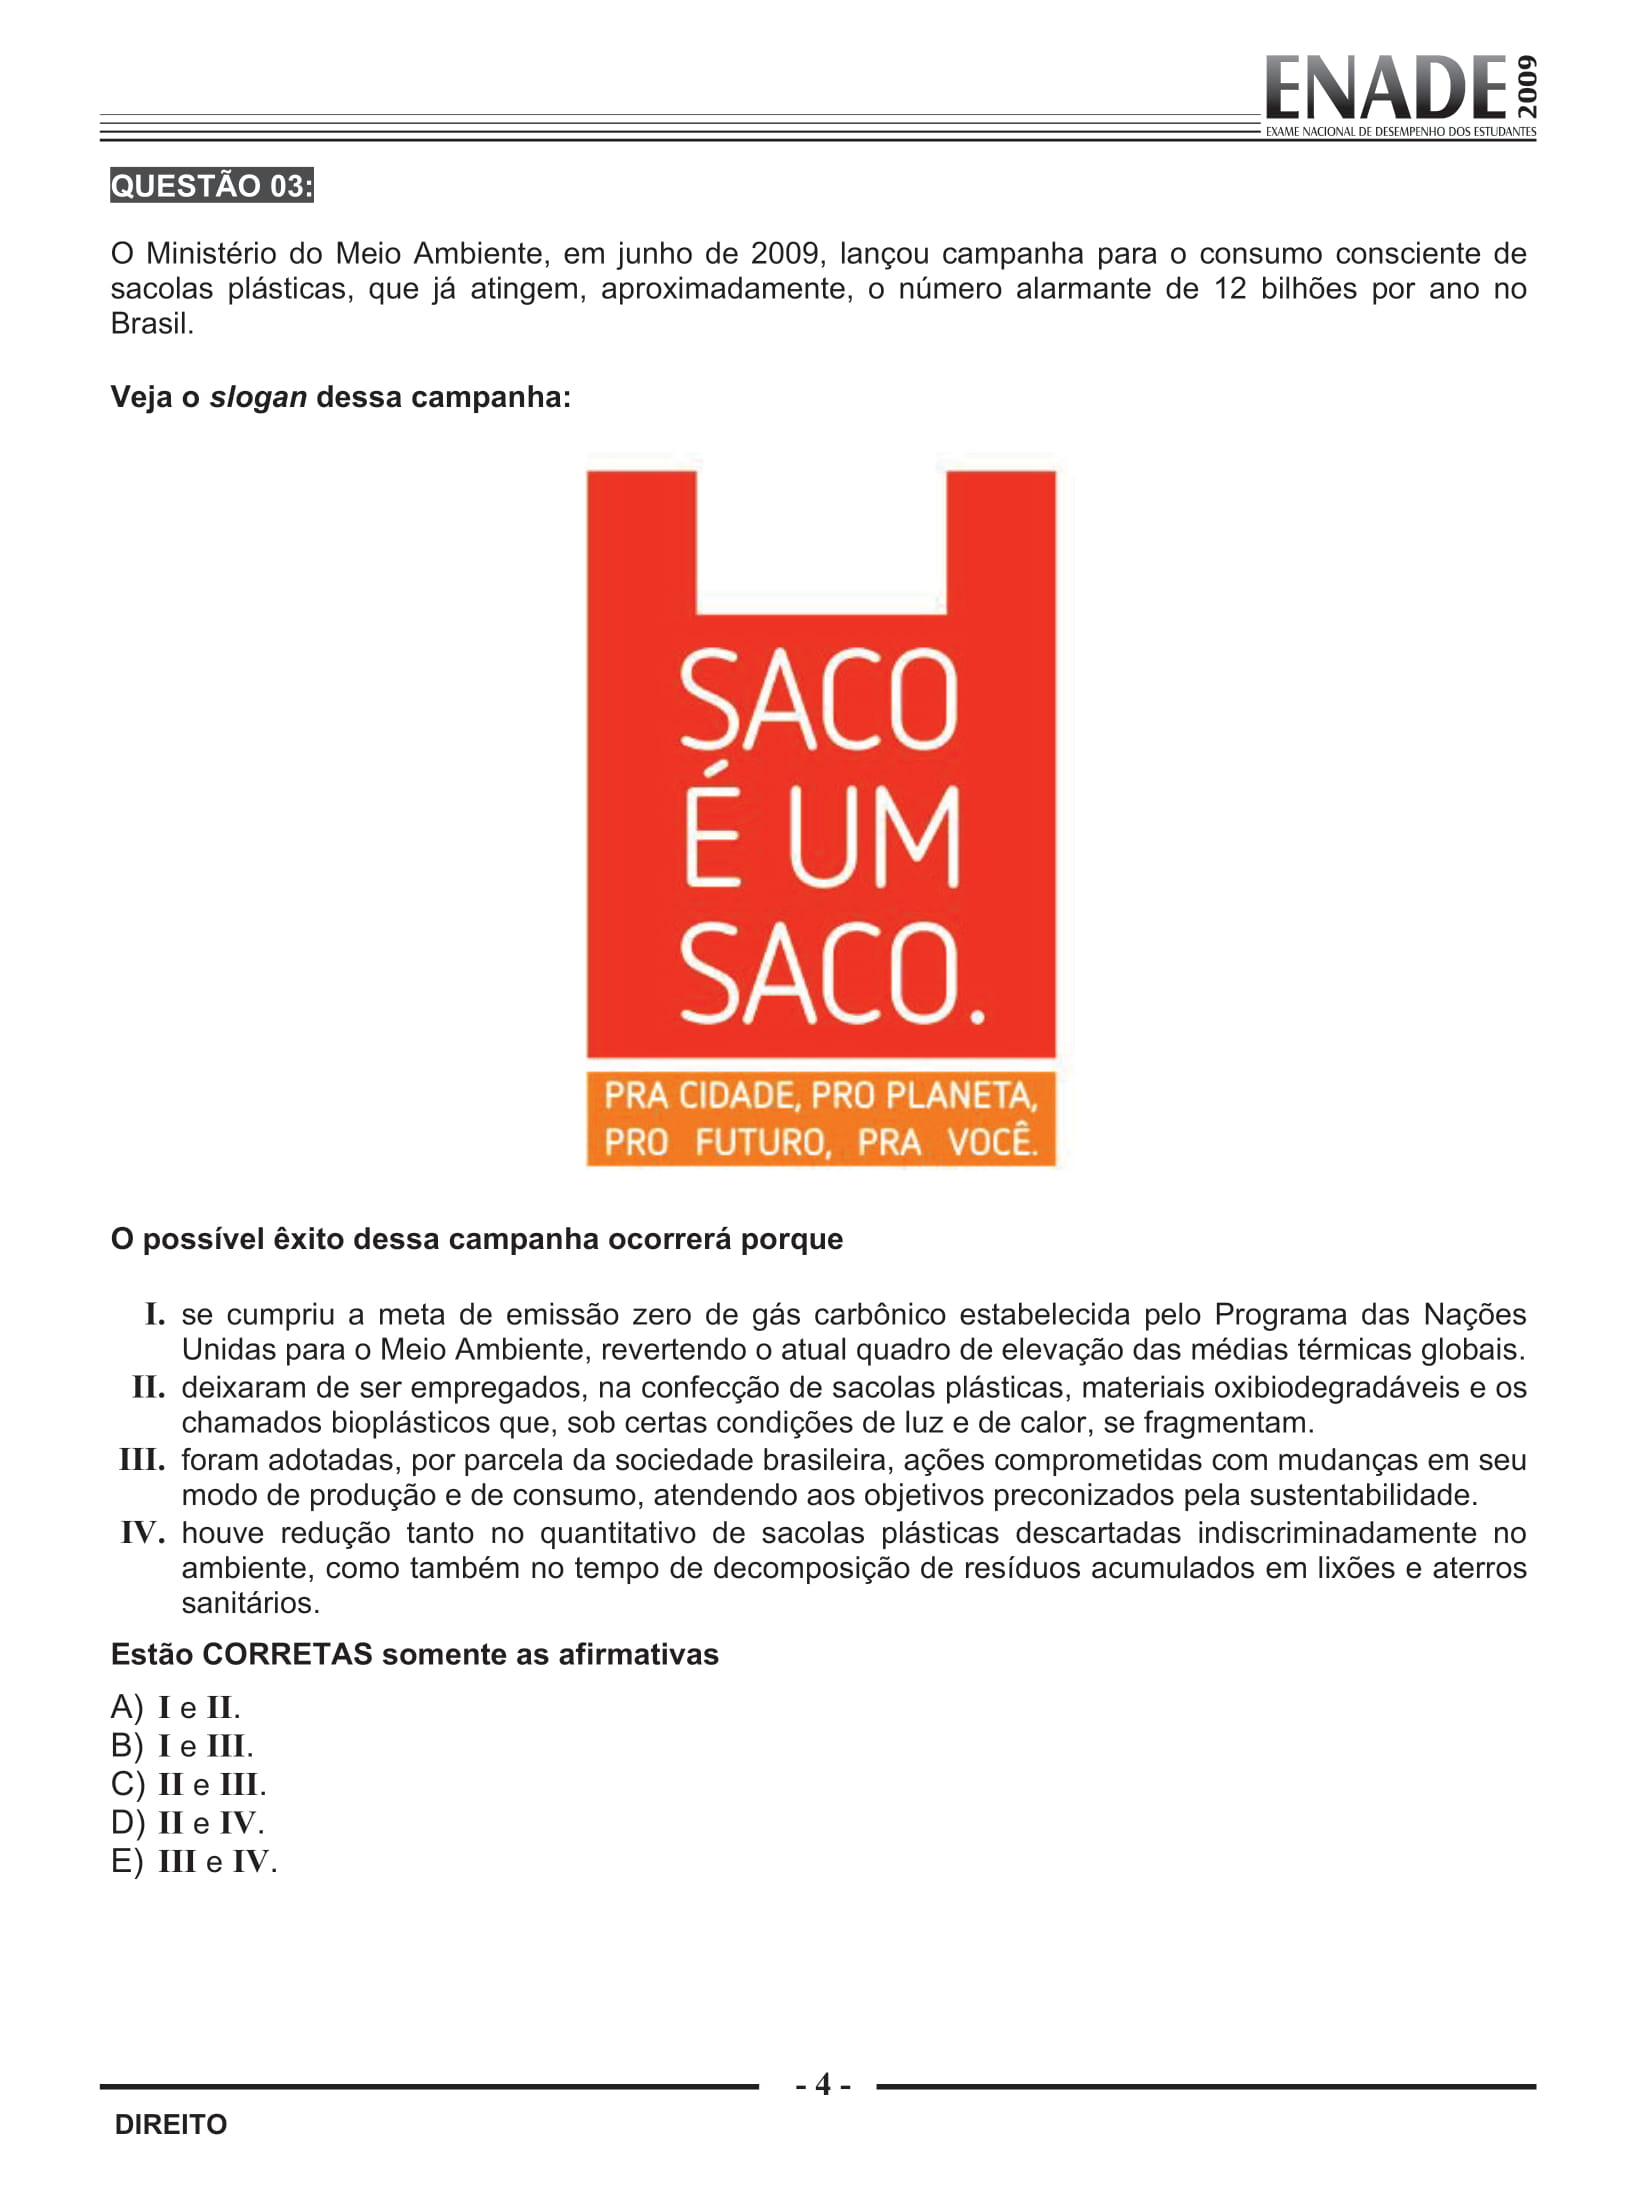 ENADE 2009
EXAME NACIONAL DE DESEMPENHO DOS ESTUDANTES
QUESTÃO 03:
O Ministério do Meio Ambiente, em junho de 2009, lançou campanha para o consumo consciente de
sacolas plásticas, que já atingem, aproximadamente, o número alarmante de 12 bilhões por ano no
Brasil.
Veja o slogan dessa campanha:
SACO
É UM
SACO.
PRA CIDADE, PRO PLANETA,
PRO FUTURO, PRA VOCÊ.
O possível êxito dessa campanha ocorrerá porque
I. se cumpriu a meta de emissão zero de gás carbônico estabelecida pelo Programa das Nações
Unidas para o Meio Ambiente, revertendo o atual quadro de elevação das médias térmicas globais.
II. deixaram de ser empregados, na confecção de sacolas plásticas, materiais oxibiodegradáveis e os
chamados bioplásticos que, sob certas condições de luz e de calor, se fragmentam.
III. foram adotadas, por parcela da sociedade brasileira, ações comprometidas com mudanças em seu
modo de produção e de consumo, atendendo aos objetivos preconizados pela sustentabilidade.
IV. houve redução tanto no quantitativo de sacolas plásticas descartadas indiscriminadamente no
ambiente, como também no tempo de decomposição de resíduos acumulados em lixões e aterros
sanitários.
Estão CORRETAS somente as afirmativas
A) I e II.
B) I e III.
C) II e III.
D) II e IV.
E) III e IV.
- 4 -
DIREITO